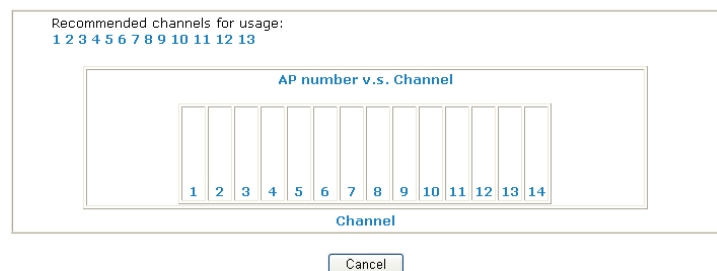 Recommended channels for usage:
1 2 3 4 5 6 7 8 9 10 11 12 13
AP number v.s. Channel
1 2 3 4 5 6 7 8 9 10 11 12 13 14
Channel
Cancel